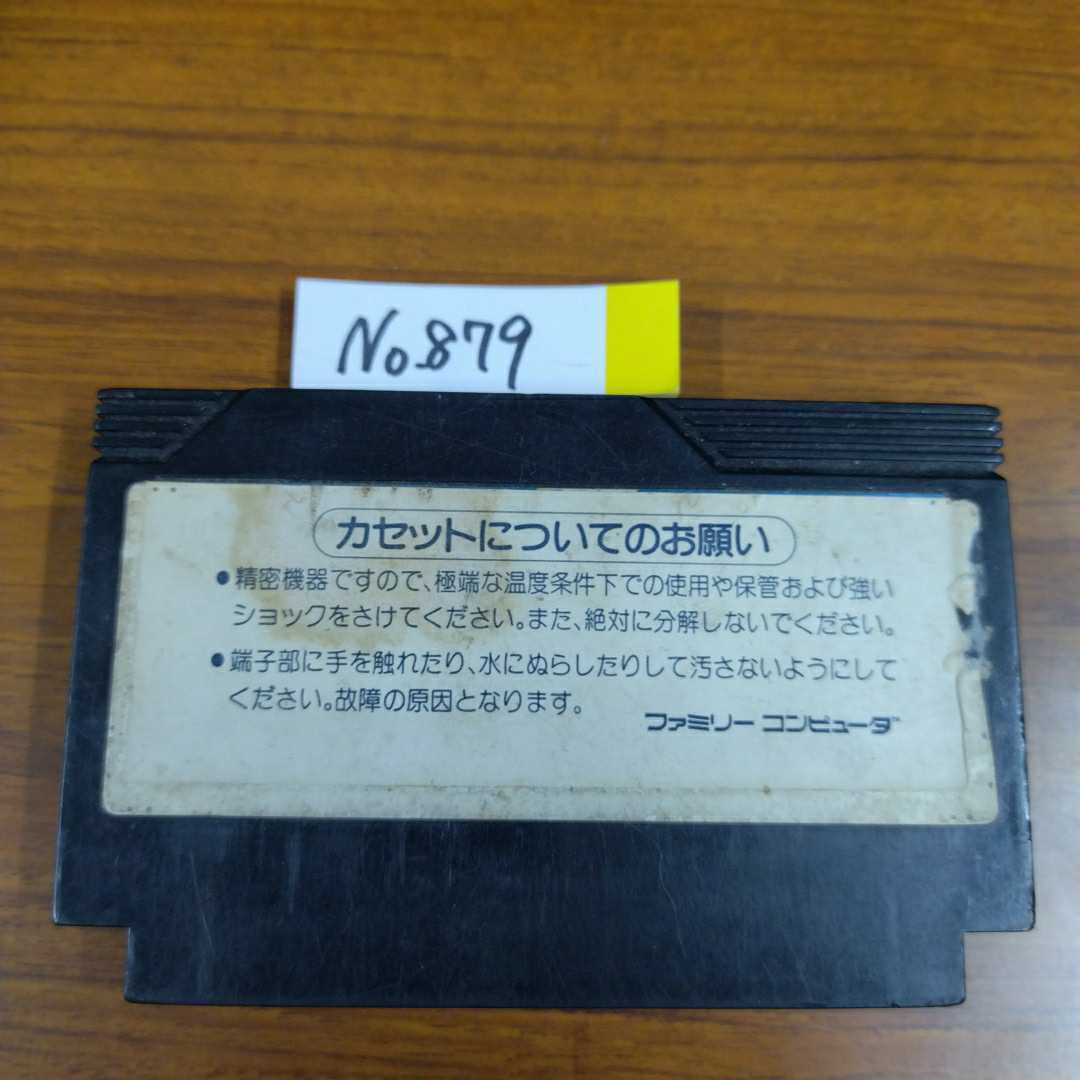 No.879
カセットについてのお願い
●精密機器ですので、極端な温度条件下での使用や保管および強い
ショックをさけてください。また、絶対に分解しないでください。
●端子部に手を触れたり、水にぬらしたりして汚さないようにして
ください。故障の原因となります。
ファミリー コンピュータ™